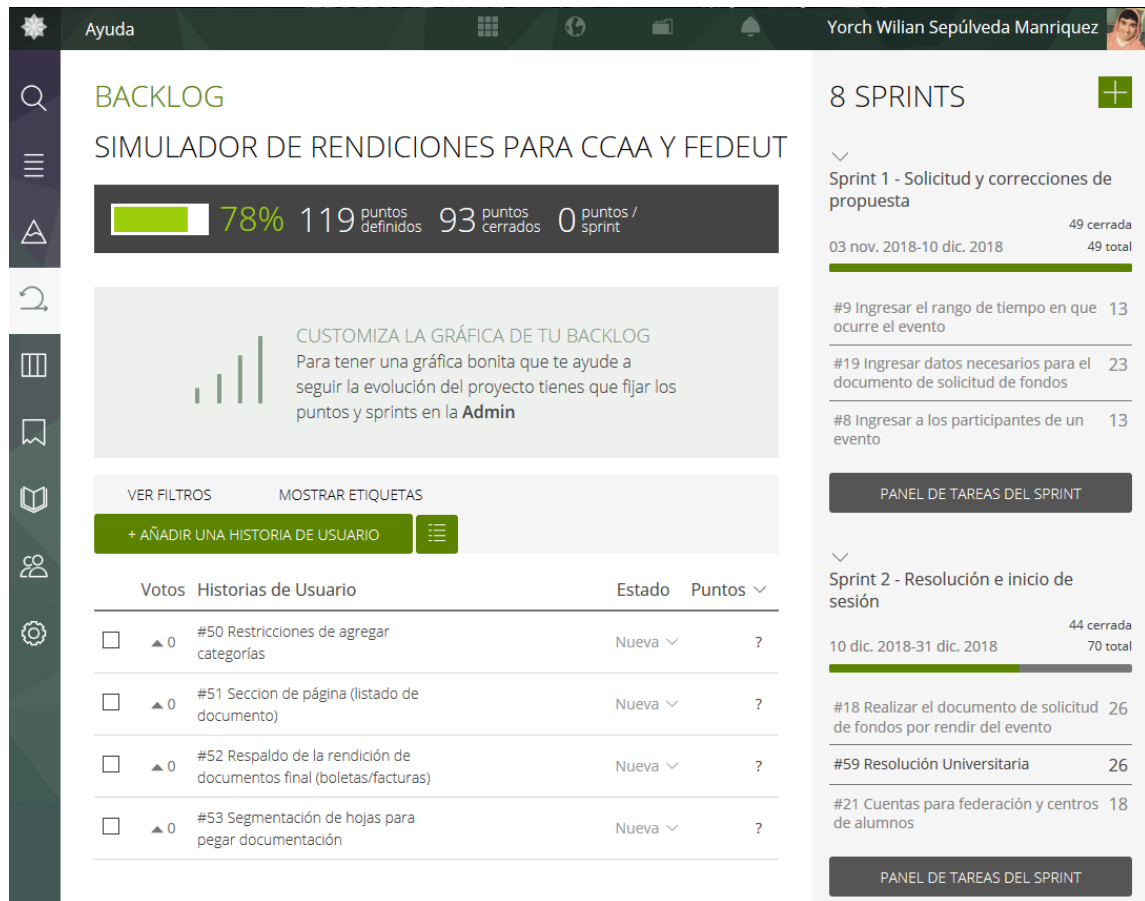 Ayuda
Yorch Wilian Sepúlveda Manriquez
BACKLOG
SIMULADOR DE RENDICIONES PARA CCAA Y FEDEUT
78% 119 puntos definidos 93 puntos cerrados 0 puntos / sprint
CUSTOMIZA LA GRÁFICA DE TU BACKLOG
Para tener una gráfica bonita que te ayude a
seguir la evolución del proyecto tienes que fijar los
puntos y sprints en la Admin
VER FILTROS MOSTRAR ETIQUETAS
+ AÑADIR UNA HISTORIA DE USUARIO
Votos Historias de Usuario Estado Puntos
0 #50 Restricciones de agregar
categorías
Nueva ?
0 #51 Seccion de página (listado de
documento)
Nueva ?
0 #52 Respaldo de la rendición de
documentos final (boletas/facturas)
Nueva ?
0 #53 Segmentación de hojas para
pegar documentación
Nueva ?
8 SPRINTS
Sprint 1 - Solicitud y correcciones de
propuesta
49 cerrada
03 nov. 2018-10 dic. 2018 49 total
#9 Ingresar el rango de tiempo en que 13
ocurre el evento
#19 Ingresar datos necesarios para el 23
documento de solicitud de fondos
#8 Ingresar a los participantes de un 13
evento
PANEL DE TAREAS DEL SPRINT
Sprint 2 - Resolución e inicio de
sesión
44 cerrada
10 dic. 2018-31 dic. 2018 70 total
#18 Realizar el documento de solicitud 26
de fondos por rendir del evento
#59 Resolución Universitaria 26
#21 Cuentas para federación y centros 18
de alumnos
PANEL DE TAREAS DEL SPRINT